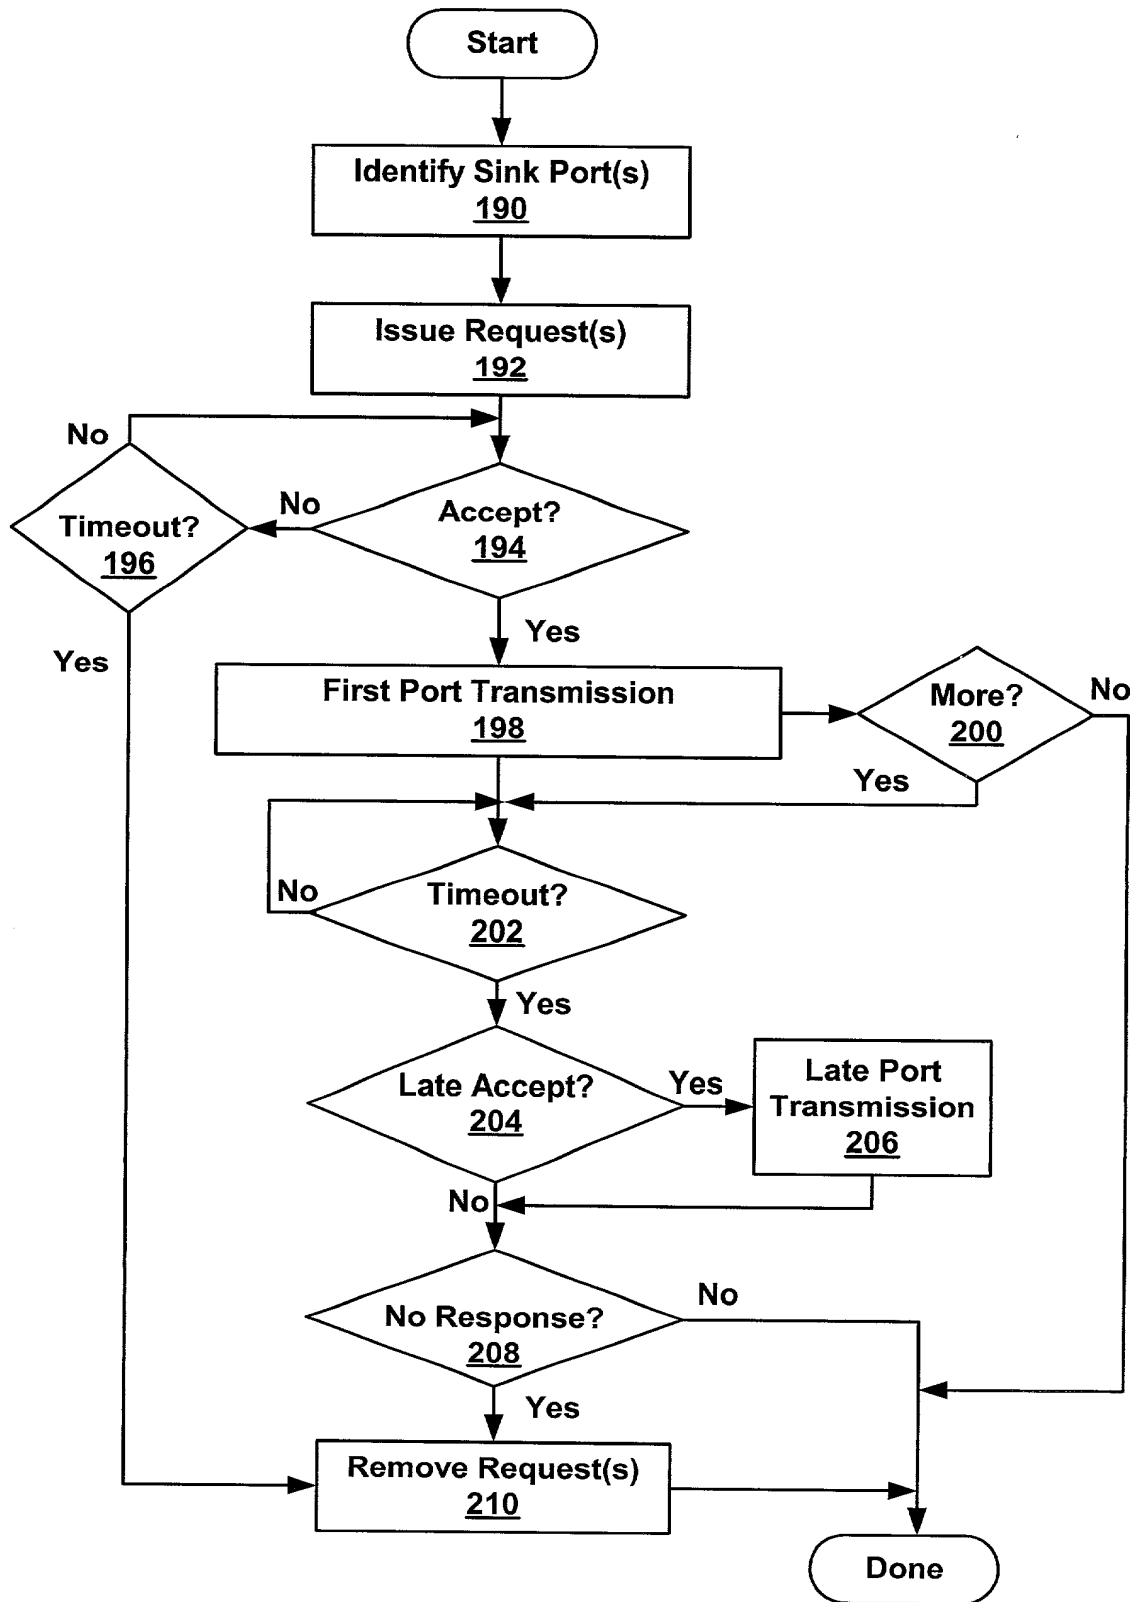 Start
Identify Sink Port(s)
190
Issue Request(s)
192
No
No
Accept?
194
Timeout?
196
Yes
Yes
First Port Transmission
198
More?
200
No
Yes
No
Timeout?
202
Yes
Late Accept?
204
Yes
Late Port
Transmission
206
No
No Response?
208
No
Yes
Remove Request(s)
210
Done